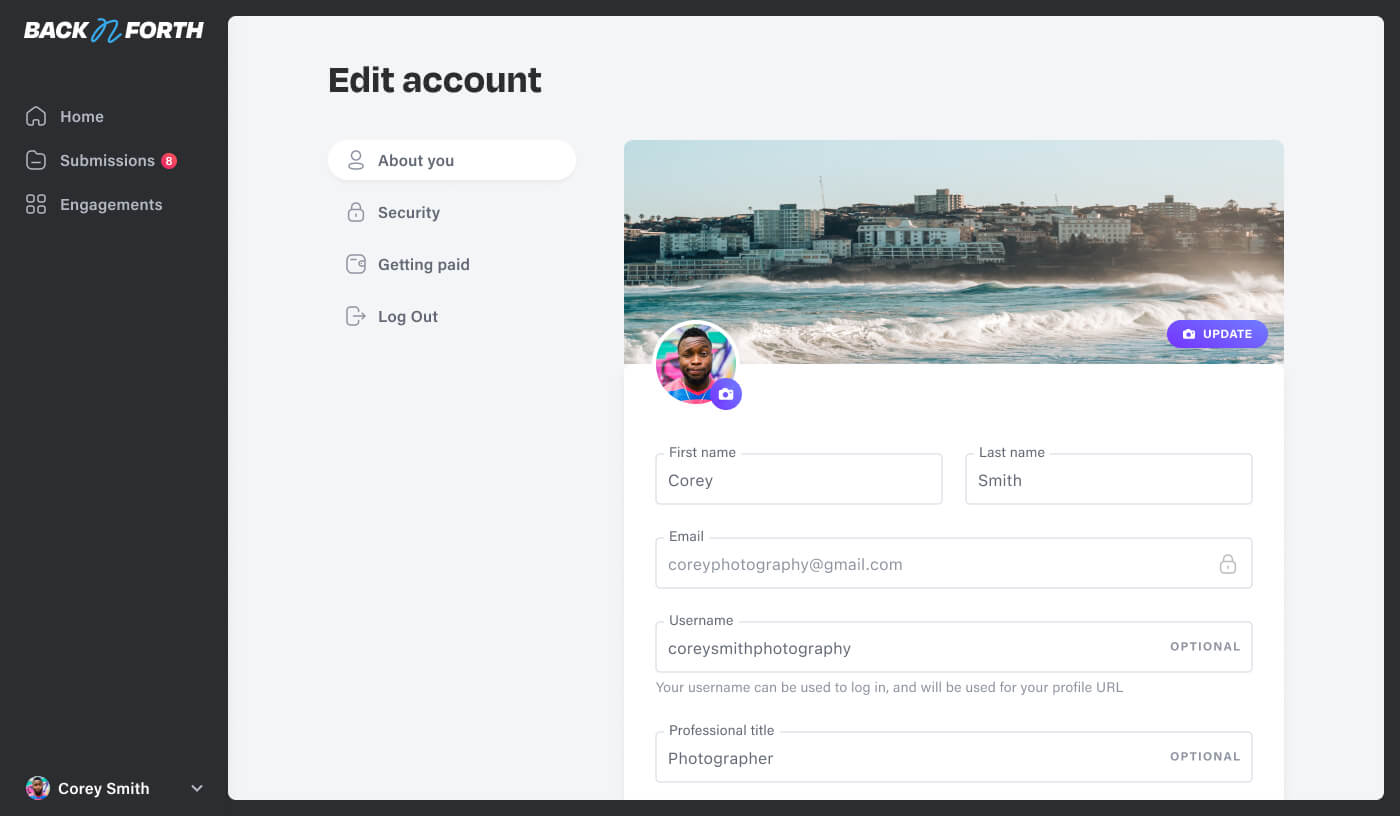 BACK n FORTH
Home
Submissions 8
Engagements
Corey Smith
Edit account
About you
Security
Getting paid
Log Out
UPDATE
First name
Corey
Last name
Smith
Email
coreyphotography@gmail.com
Username
coreysmithphotography
OPTIONAL
Your username can be used to log in, and will be used for your profile URL
Professional title
Photographer
OPTIONAL